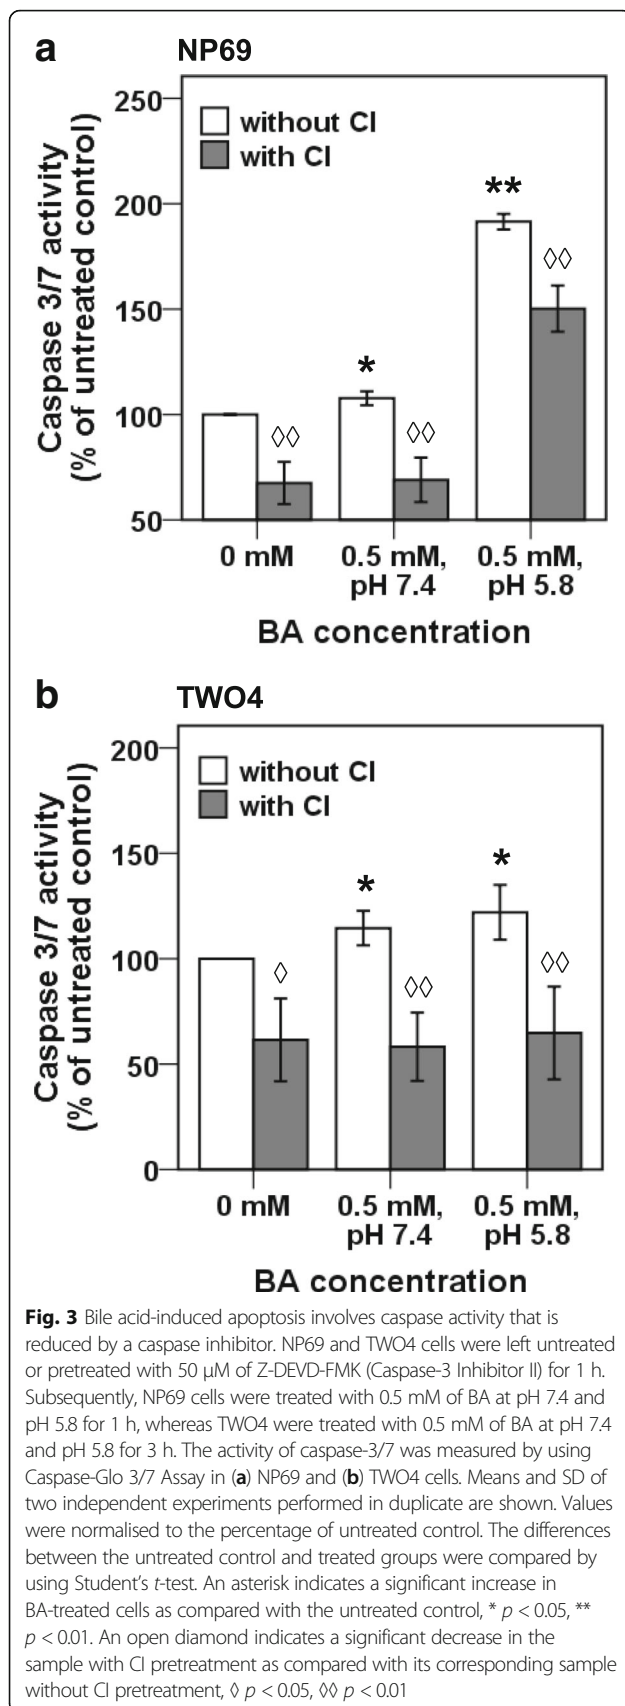 a NP69
250
200
150
100
50
Caspase 3/7 activity
(% of untreated control)
without CI
with CI
*
**
◊◊
◊◊
◊◊
0 mM
0.5 mM,
pH 7.4
0.5 mM,
pH 5.8
BA concentration
b TWO4
200
150
100
50
0
Caspase 3/7 activity
(% of untreated control)
without CI
with CI
*
*
◊
◊◊
◊◊
0 mM
0.5 mM,
pH 7.4
0.5 mM,
pH 5.8
BA concentration
Fig. 3 Bile acid-induced apoptosis involves caspase activity that is
reduced by a caspase inhibitor. NP69 and TWO4 cells were left untreated
or pretreated with 50 μM of Z-DEVD-FMK (Caspase-3 Inhibitor II) for 1 h.
Subsequently, NP69 cells were treated with 0.5 mM of BA at pH 7.4 and
pH 5.8 for 1 h, whereas TWO4 were treated with 0.5 mM of BA at pH 7.4
and pH 5.8 for 3 h. The activity of caspase-3/7 was measured by using
Caspase-Glo 3/7 Assay in (a) NP69 and (b) TWO4 cells. Means and SD of
two independent experiments performed in duplicate are shown. Values
were normalised to the percentage of untreated control. The differences
between the untreated control and treated groups were compared by
using Student's t-test. An asterisk indicates a significant increase in
BA-treated cells as compared with the untreated control, * p < 0.05, **
p < 0.01. An open diamond indicates a significant decrease in the
sample with CI pretreatment as compared with its corresponding sample
without CI pretreatment, ◊ p < 0.05, ◊◊ p < 0.01